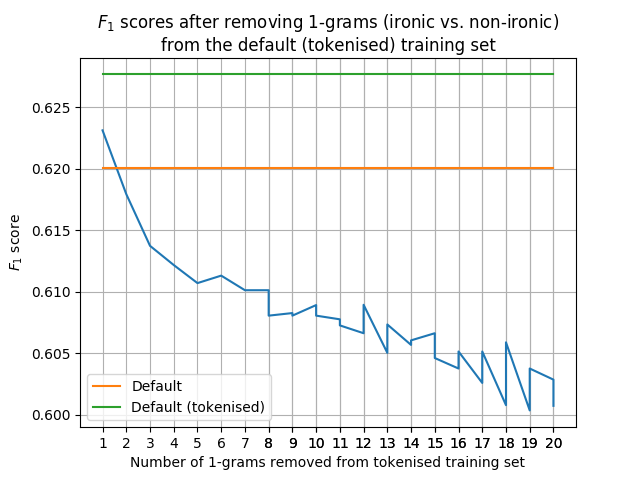 F₁ scores after removing 1-grams (ironic vs. non-ironic)
from the default (tokenised) training set
F₁ score
0.625
0.620
0.615
0.610
0.605
0.600
Default
Default (tokenised)
1 2 3 4 5 6 7 8 9 10 11 12 13 14 15 16 17 18 19 20
Number of 1-grams removed from tokenised training set